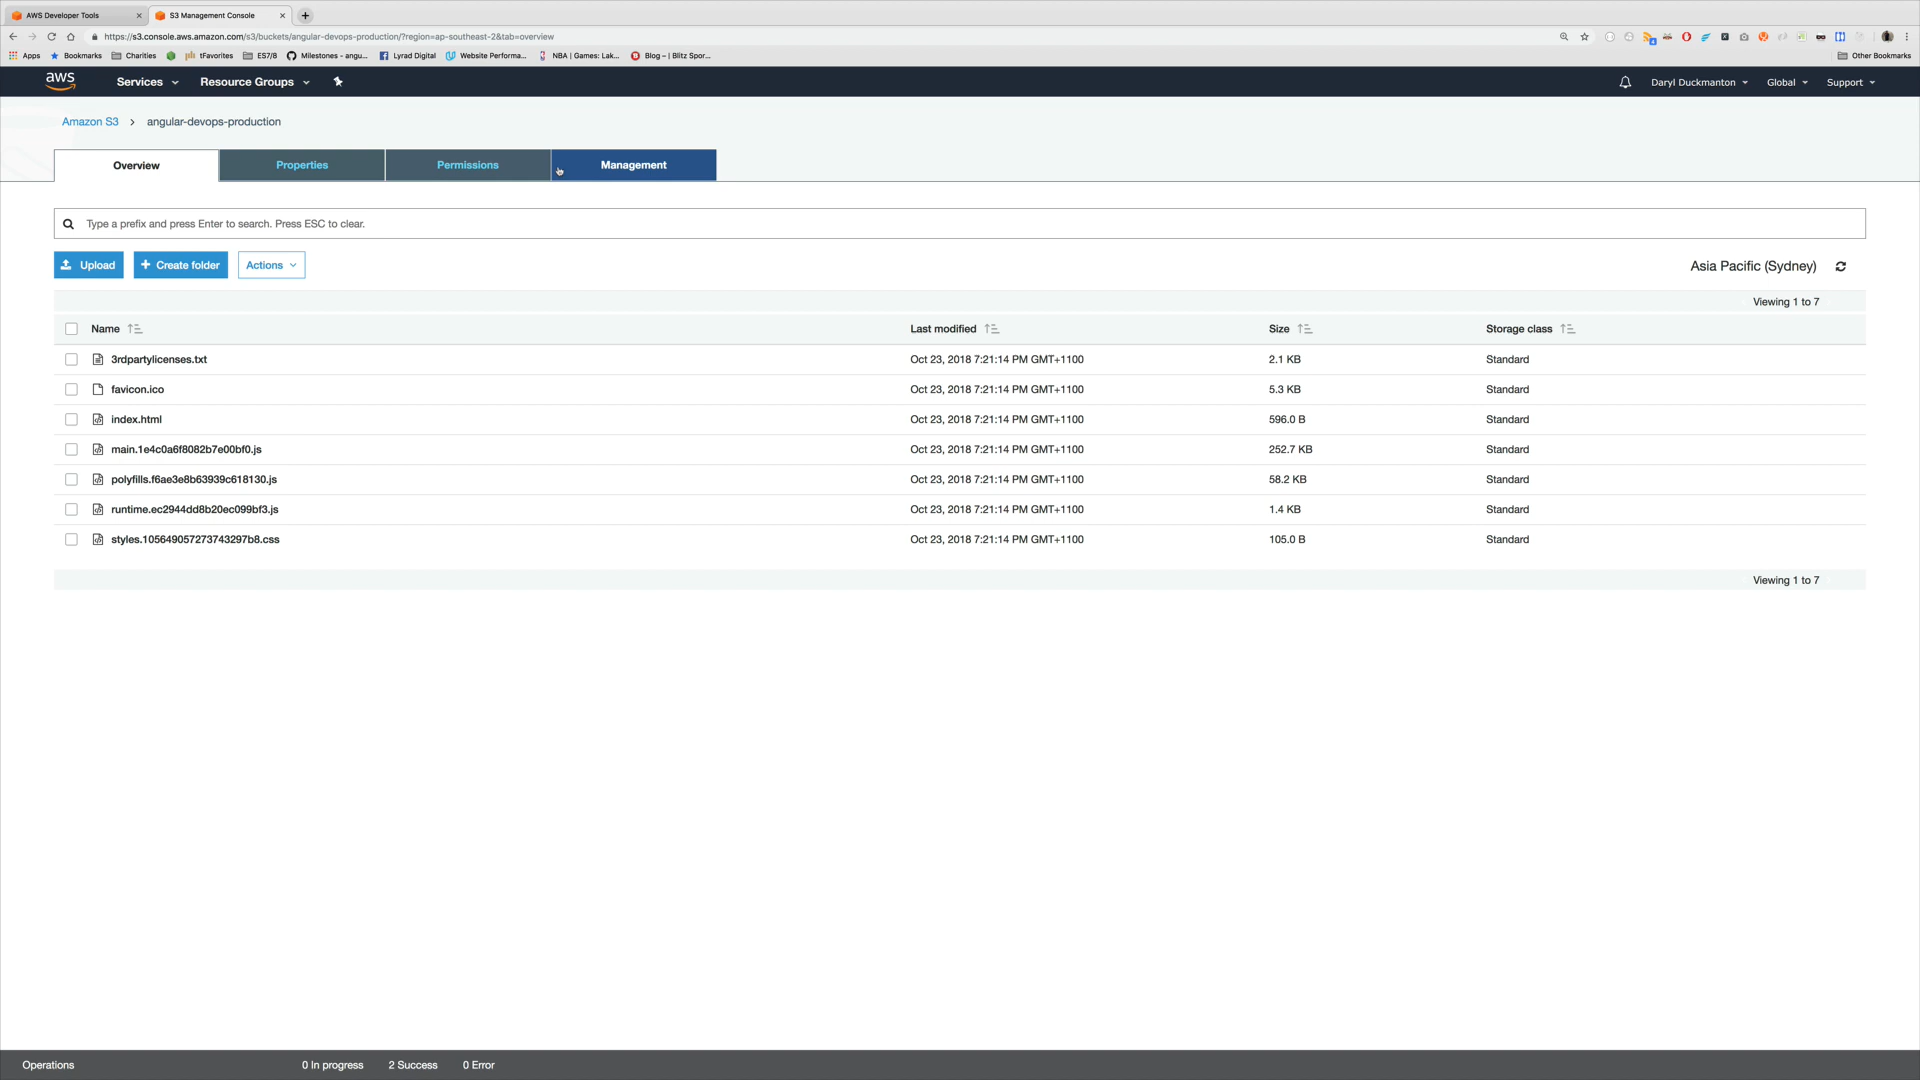 AWS Developer Tools
S3 Management Console
https://s3.console.aws.amazon.com/s3/buckets/angular-devops-production/?region=ap-southeast-2&tab=overview
Apps Bookmarks Charities tFavorites ES7/8 Milestones - angu... Lyrad Digital Website Performa... NBA | Games: Lak... Blog – | Blitz Spor... Other Bookmarks
aws Services Resource Groups Daryl Duckmanton Global Support
Amazon S3 > angular-devops-production
Overview Properties Permissions Management
Type a prefix and press Enter to search. Press ESC to clear.
Upload + Create folder Actions Asia Pacific (Sydney)
Viewing 1 to 7
Name Last modified Size Storage class
3rdpartylicenses.txt Oct 23, 2018 7:21:14 PM GMT+1100 2.1 KB Standard
favicon.ico Oct 23, 2018 7:21:14 PM GMT+1100 5.3 KB Standard
index.html Oct 23, 2018 7:21:14 PM GMT+1100 596.0 B Standard
main.1e4c0a6f8082b7e00bf0.js Oct 23, 2018 7:21:14 PM GMT+1100 252.7 KB Standard
polyfills.f6ae3e8b63939c618130.js Oct 23, 2018 7:21:14 PM GMT+1100 58.2 KB Standard
runtime.ec2944dd8b20ec099bf3.js Oct 23, 2018 7:21:14 PM GMT+1100 1.4 KB Standard
styles.105649057273743297b8.css Oct 23, 2018 7:21:14 PM GMT+1100 105.0 B Standard
Viewing 1 to 7
Operations 0 In progress 2 Success 0 Error